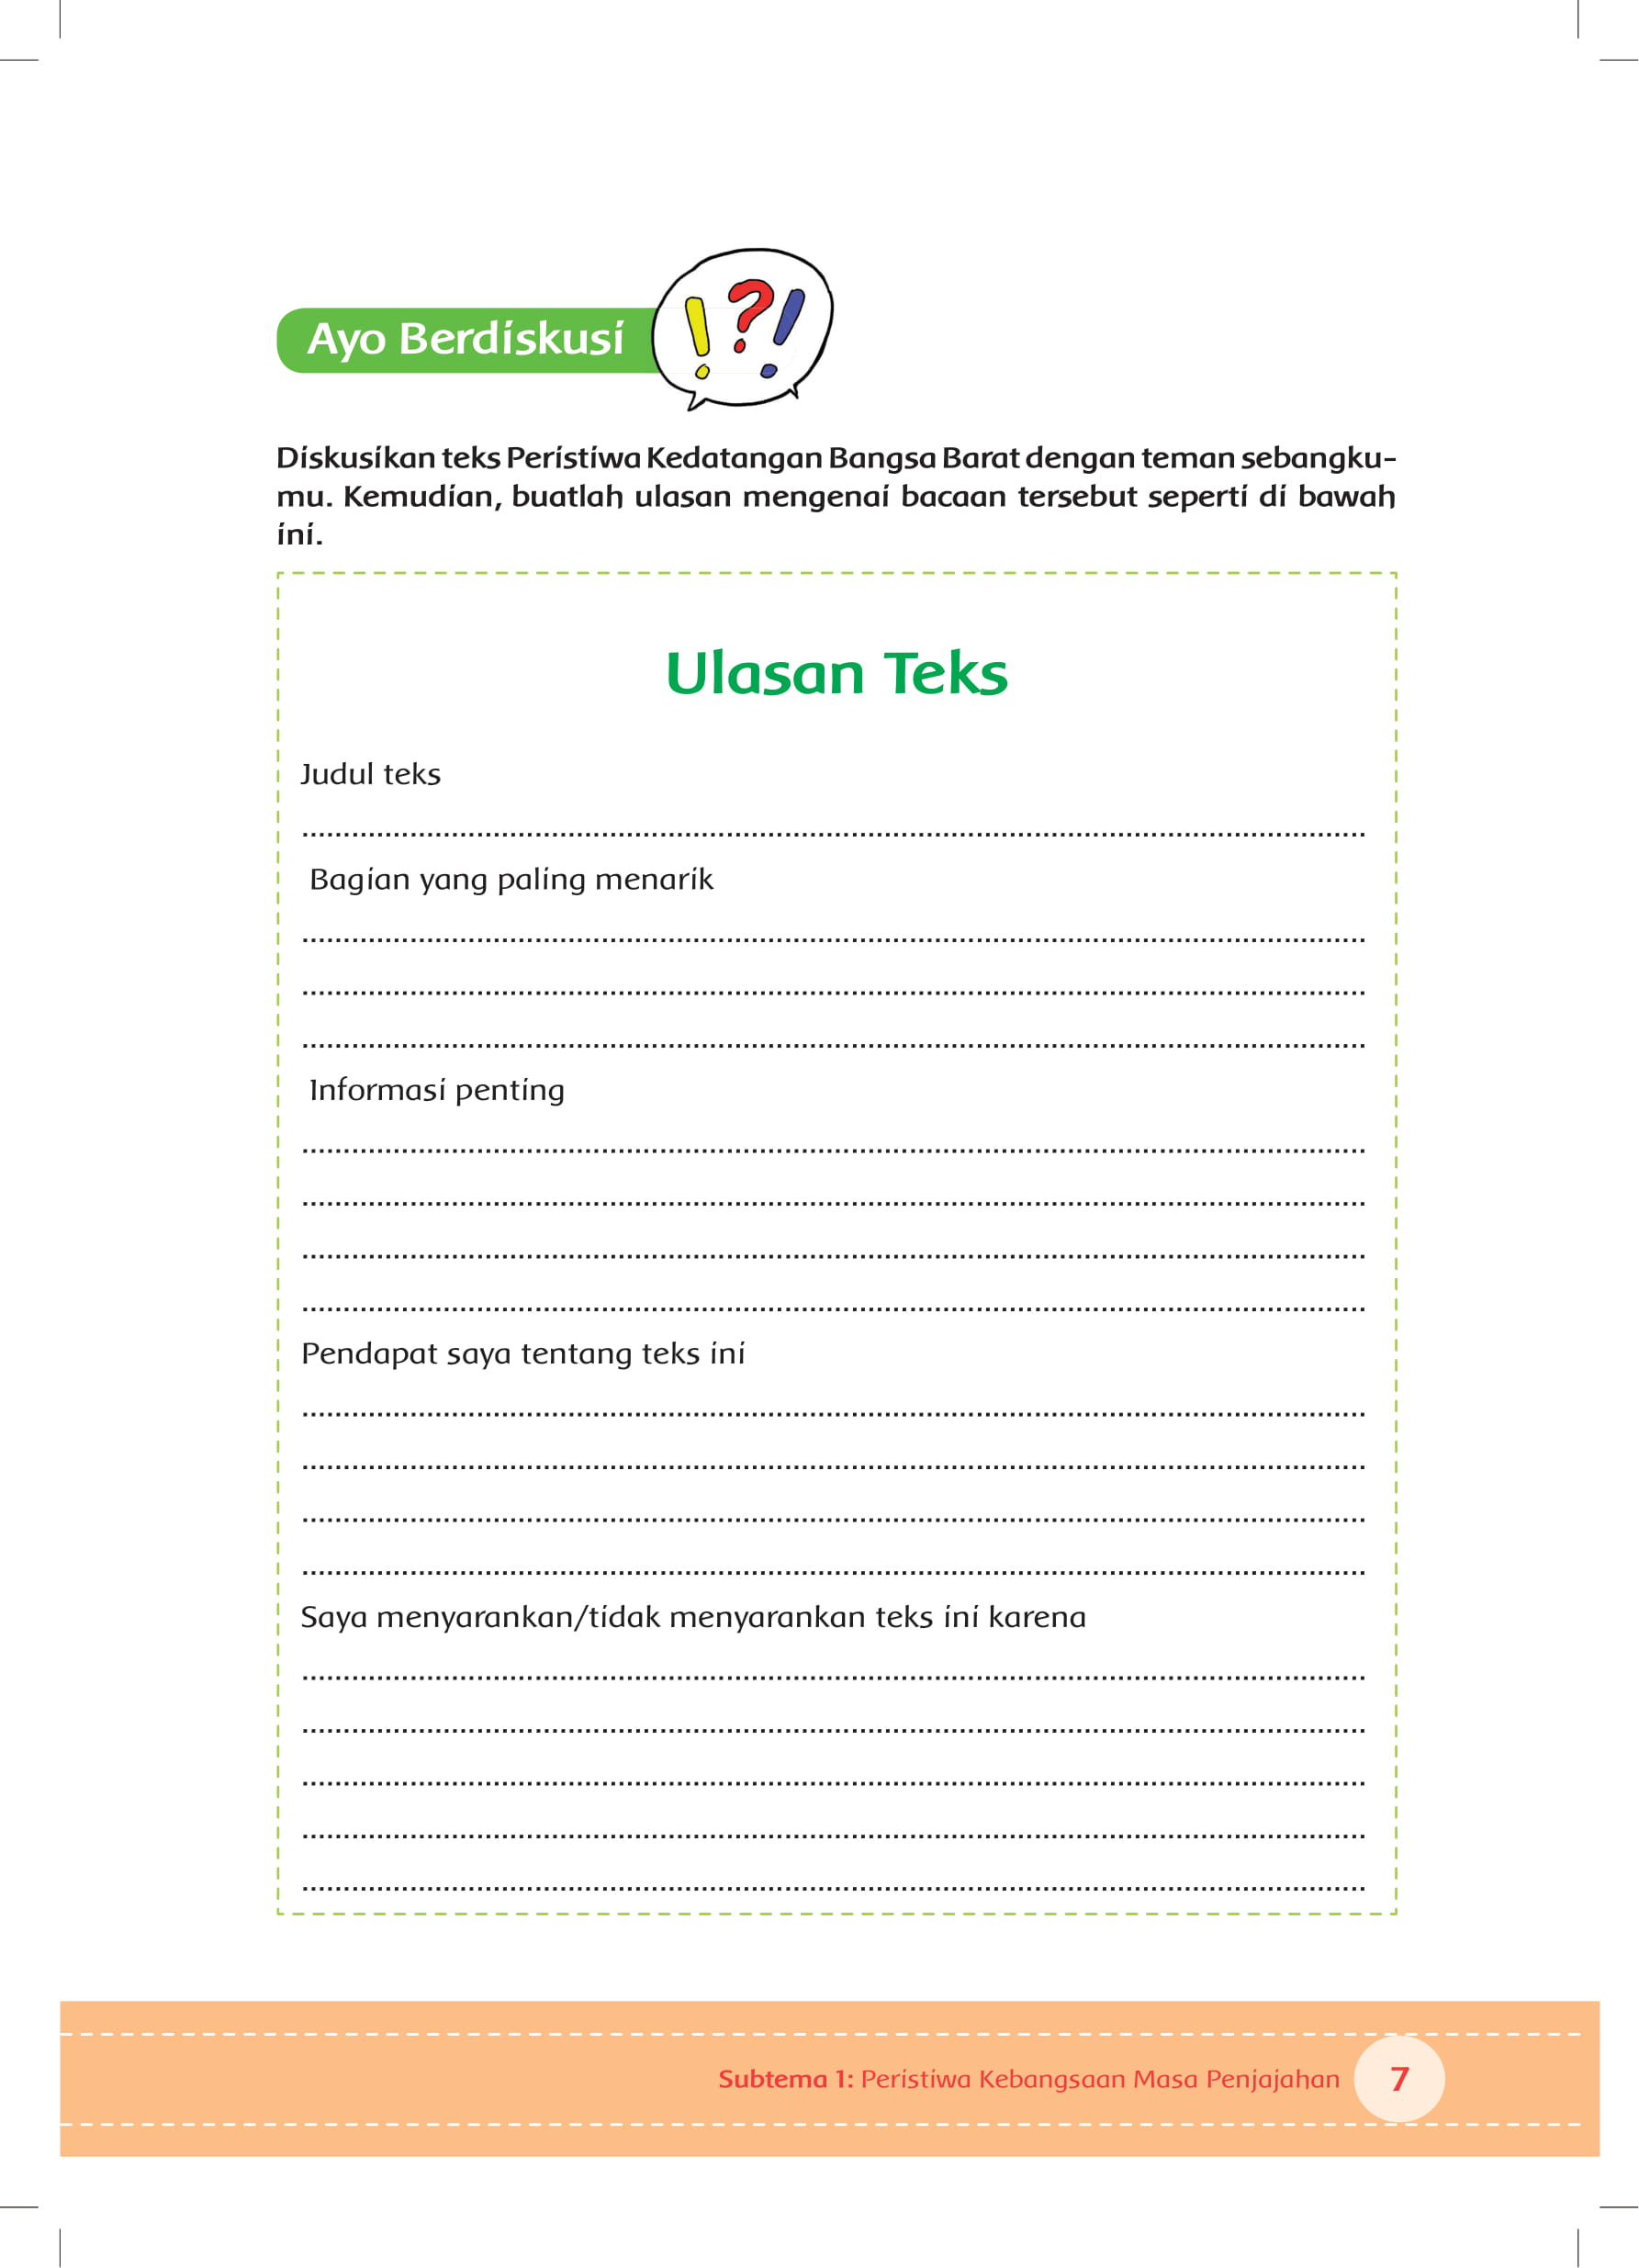 Ayo Berdiskusi
Diskusikan teks Peristiwa Kedatangan Bangsa Barat dengan teman sebangku-
mu. Kemudian, buatlah ulasan mengenai bacaan tersebut seperti di bawah
ini.
Ulasan Teks
Judul teks
Bagian yang paling menarik
Informasi penting
Pendapat saya tentang teks ini
Saya menyarankan/tidak menyarankan teks ini karena
Subtema 1: Peristiwa Kebangsaan Masa Penjajahan 7